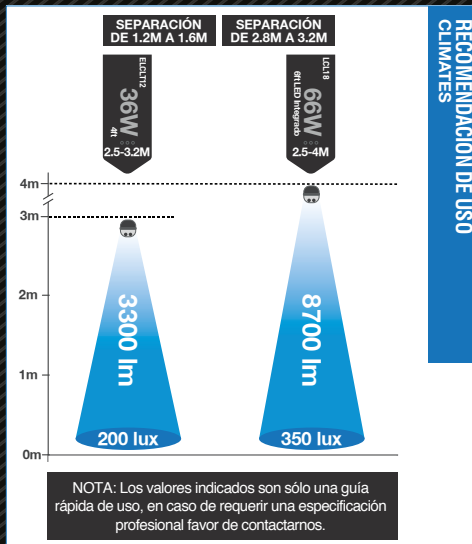 SEPARACIÓN
DE 1.2M A 1.6M
SEPARACIÓN
DE 2.8M A 3.2M
ELCLT12
36W
4ft
2.5-3.2M
LCL18
66W
6ft LED Integrado
2.5-4M
RECOMENDACIÓN DE USO
CLIMATES
4m
3m
2m
1m
0m
3300 lm
200 lux
8700 lm
350 lux
NOTA: Los valores indicados son sólo una guía
rápida de uso, en caso de requerir una especificación
profesional favor de contactarnos.